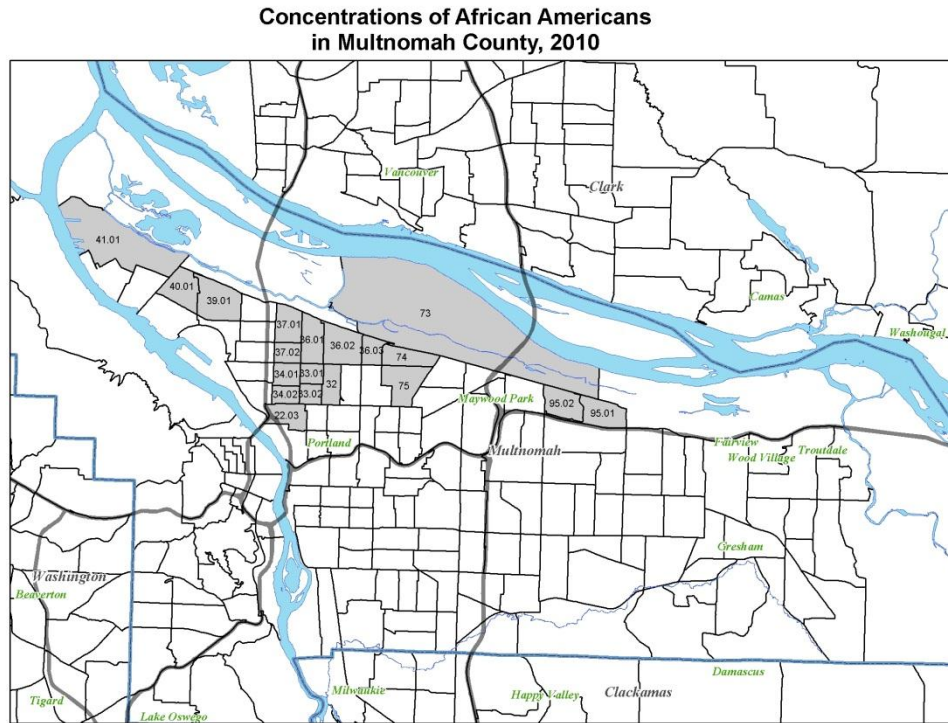 Concentrations of African Americans
in Multnomah County, 2010
Vancouver
Clark
41.01
40.01
39.01
73
Camas
Washougal
37.01
36.01
36.02
36.03
74
37.02
34.01
33.01
32
75
34.02
33.02
22.03
Maywood Park
95.02
95.01
Portland
Multnomah
Fairview
Wood Village
Troutdale
Gresham
Washington
Beaverton
Tigard
Lake Oswego
Milwaukie
Happy Valley
Clackamas
Damascus